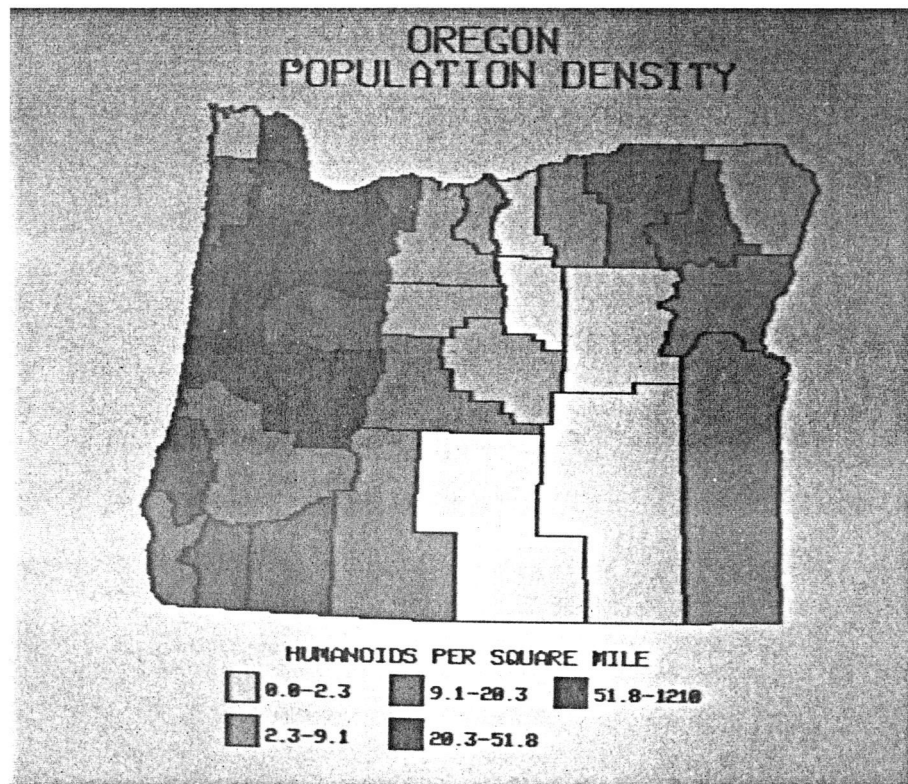 OREGON
POPULATION DENSITY
HUMANOIDS PER SQUARE MILE
0.0-2.3
9.1-20.3
51.8-1210
2.3-9.1
20.3-51.8